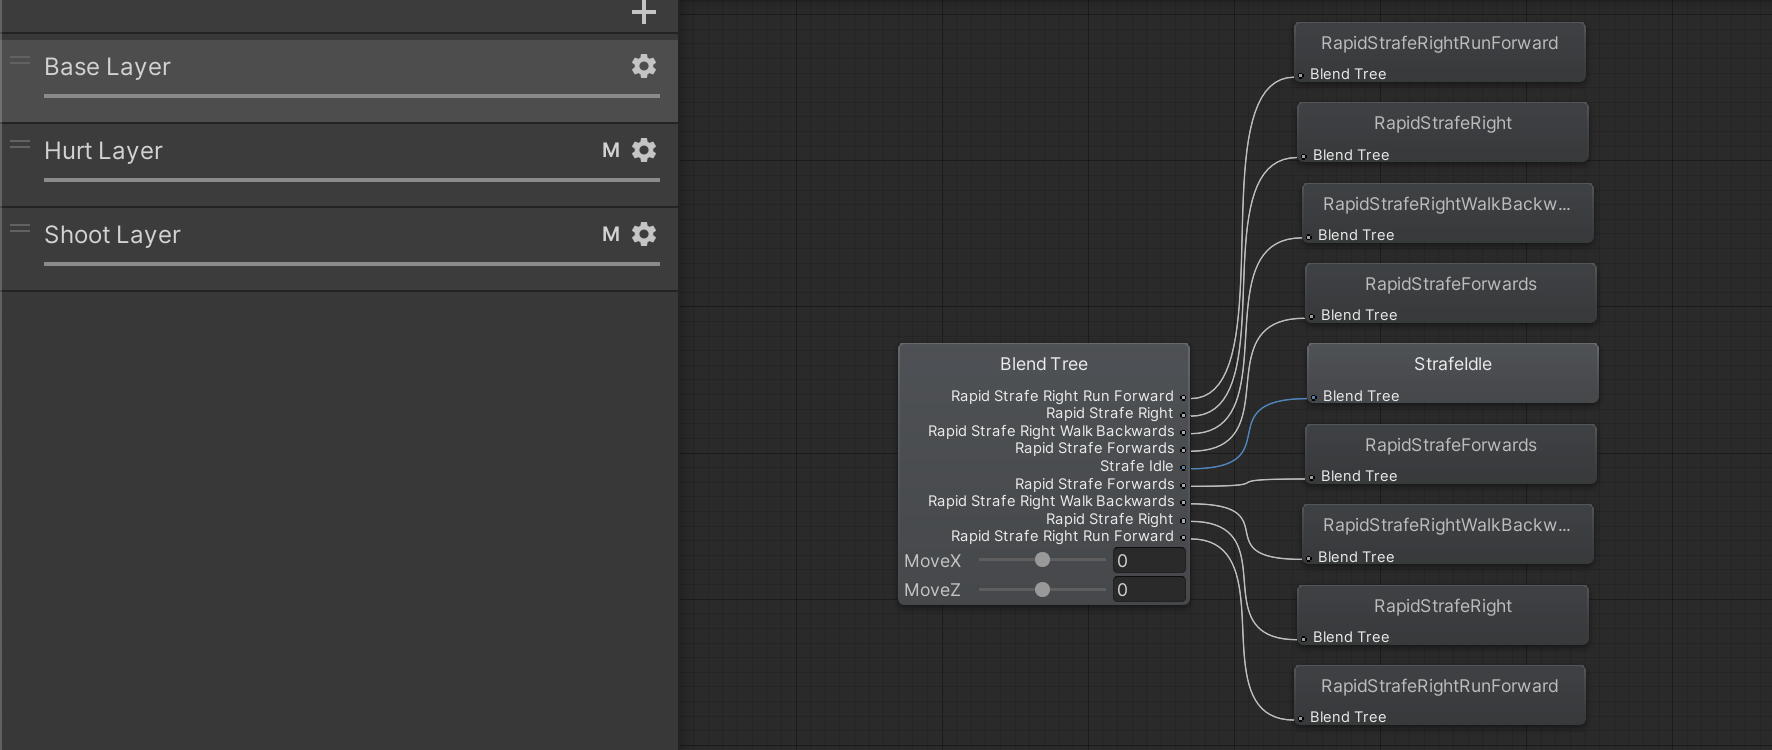 Base Layer
Hurt Layer
M
Shoot Layer
M
Blend Tree
Rapid Strafe Right Run Forward
Rapid Strafe Right
Rapid Strafe Right Walk Backwards
Rapid Strafe Forwards
Strafe Idle
Rapid Strafe Forwards
Rapid Strafe Right Walk Backwards
Rapid Strafe Right
Rapid Strafe Right Run Forward
MoveX 0
MoveZ 0
RapidStrafeRightRunForward
Blend Tree
RapidStrafeRight
Blend Tree
RapidStrafeRightWalkBackw...
Blend Tree
RapidStrafeForwards
Blend Tree
StrafeIdle
Blend Tree
RapidStrafeForwards
Blend Tree
RapidStrafeRightWalkBackw...
Blend Tree
RapidStrafeRight
Blend Tree
RapidStrafeRightRunForward
Blend Tree